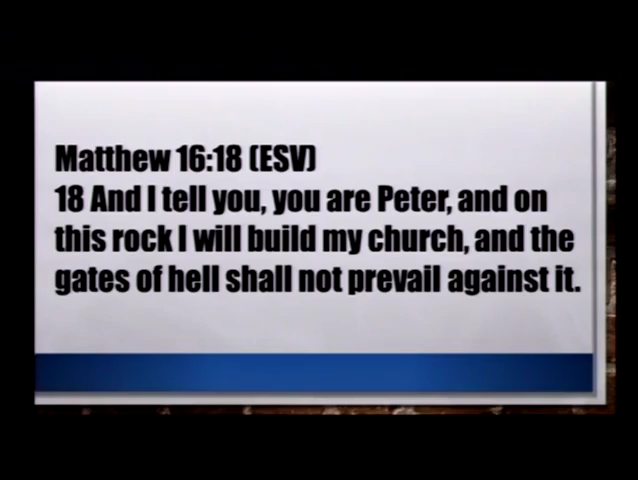 Matthew 16:18 (ESV)
18 And I tell you, you are Peter, and on
this rock I will build my church, and the
gates of hell shall not prevail against it.